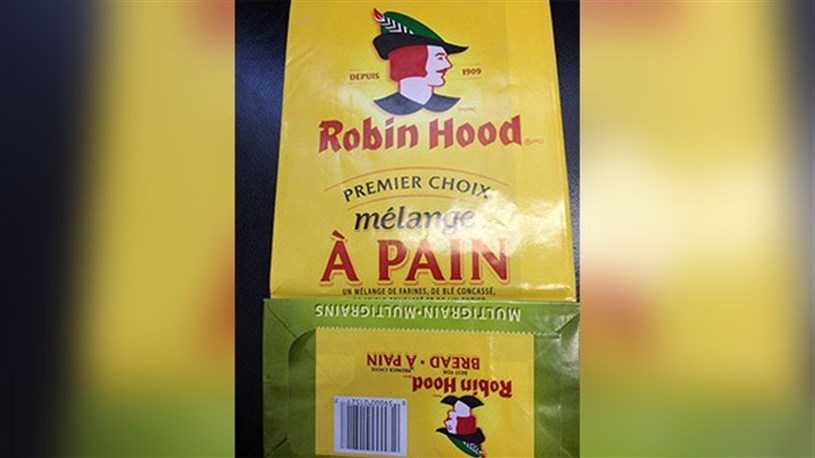 DEPUIS 1909
Robin Hood
PREMIER CHOIX
mélange
À PAIN
UN MÉLANGE DE FARINES, DE BLÉ CONCASSÉ,
MULTIGRAIN • MULTIGRAINS
Robin Hood
BEST FOR
PREMIER CHOIX
BREAD • À PAIN